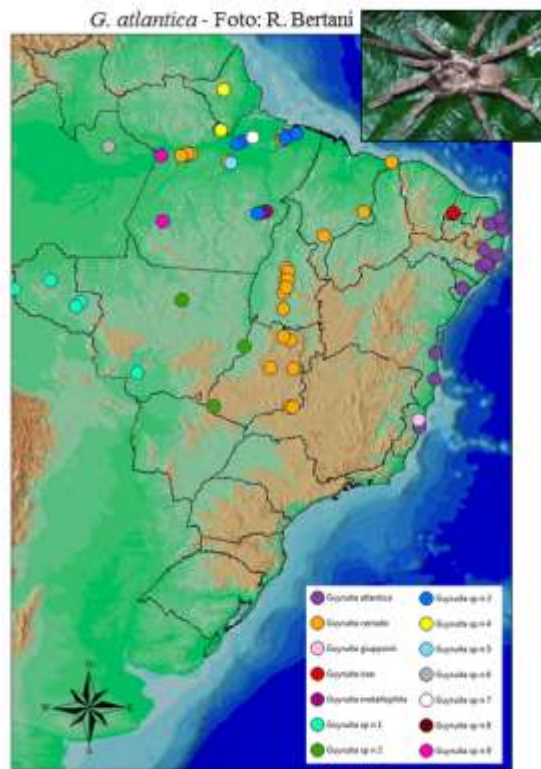 G. atlantica - Foto: R. Bertani
Guyruita atlantica
Guyruita cerrado
Guyruita giupponii
Guyruita isae
Guyruita metallophila
Guyruita sp n 1
Guyruita sp n 2
Guyruita sp n 3
Guyruita sp n 4
Guyruita sp n 5
Guyruita sp n 6
Guyruita sp n 7
Guyruita sp n 8
Guyruita sp n 9